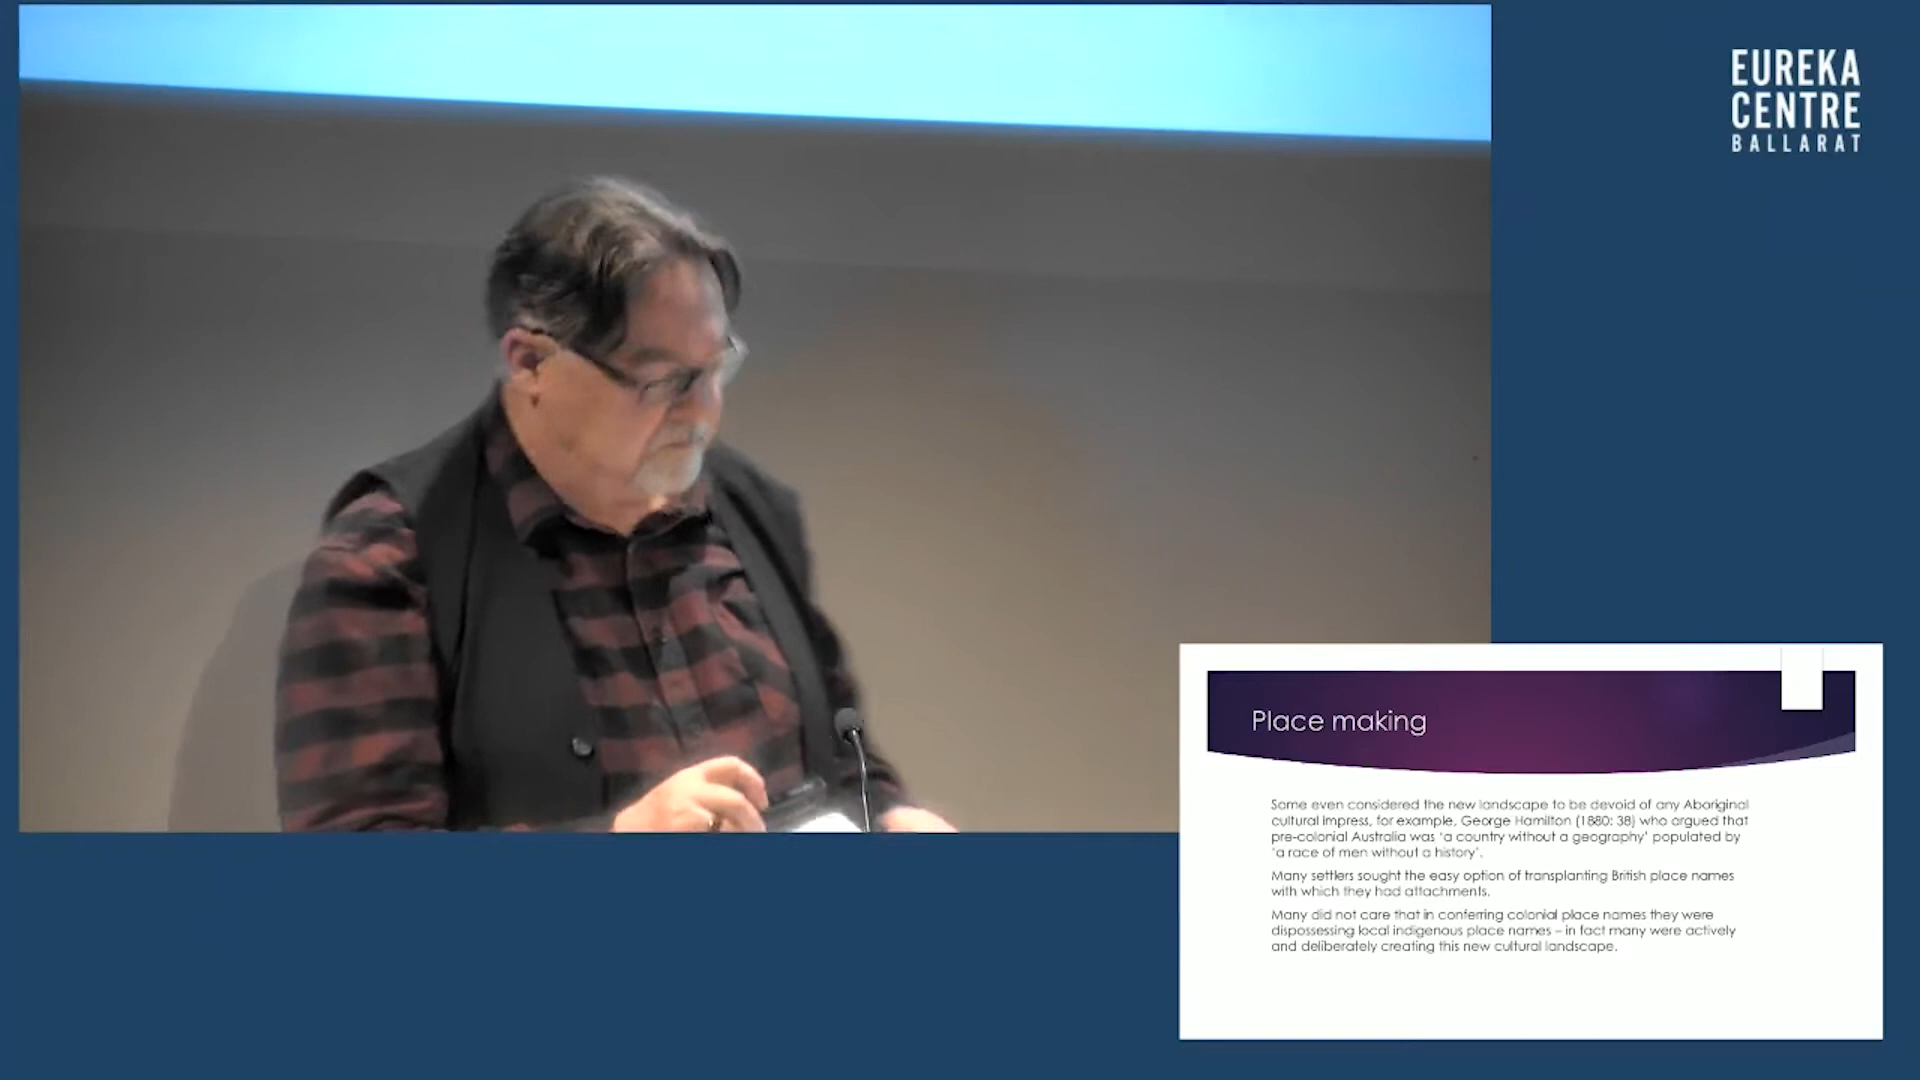 EUREKA
CENTRE
BALLARAT
Place making
Some even considered the new landscape to be devoid of any Aboriginal
cultural impress, for example, George Hamilton (1880: 38) who argued that
pre-colonial Australia was 'a country without a geography' populated by
'a race of men without a history'.
Many settlers sought the easy option of transplanting British place names
with which they had attachments.
Many did not care that in conferring colonial place names they were
dispossessing local indigenous place names – in fact many were actively
and deliberately creating this new cultural landscape.